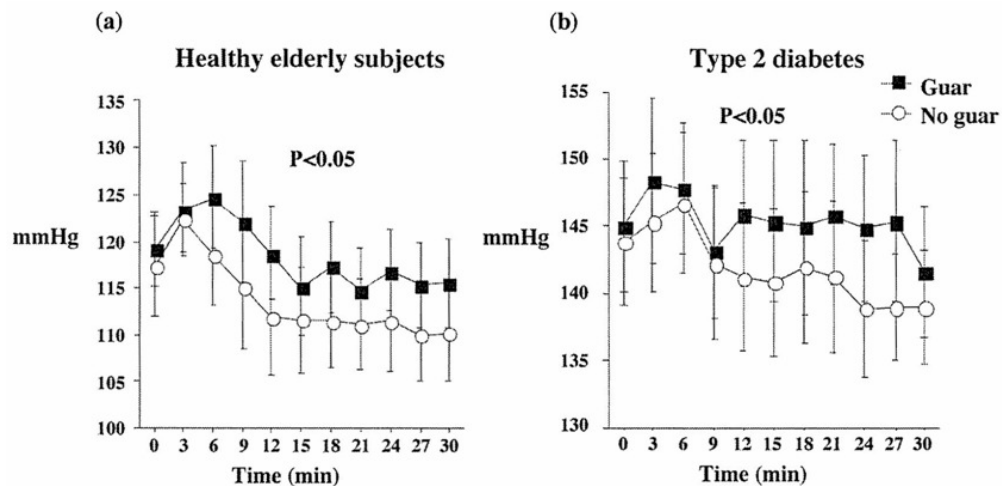 (a)
Healthy elderly subjects
135
130
125
mmHg
120
115
110
105
100
P<0.05
0 3 6 9 12 15 18 21 24 27 30
Time (min)
(b)
Type 2 diabetes
Guar
No guar
155
150
mmHg
145
140
135
130
P<0.05
0 3 6 9 12 15 18 21 24 27 30
Time (min)